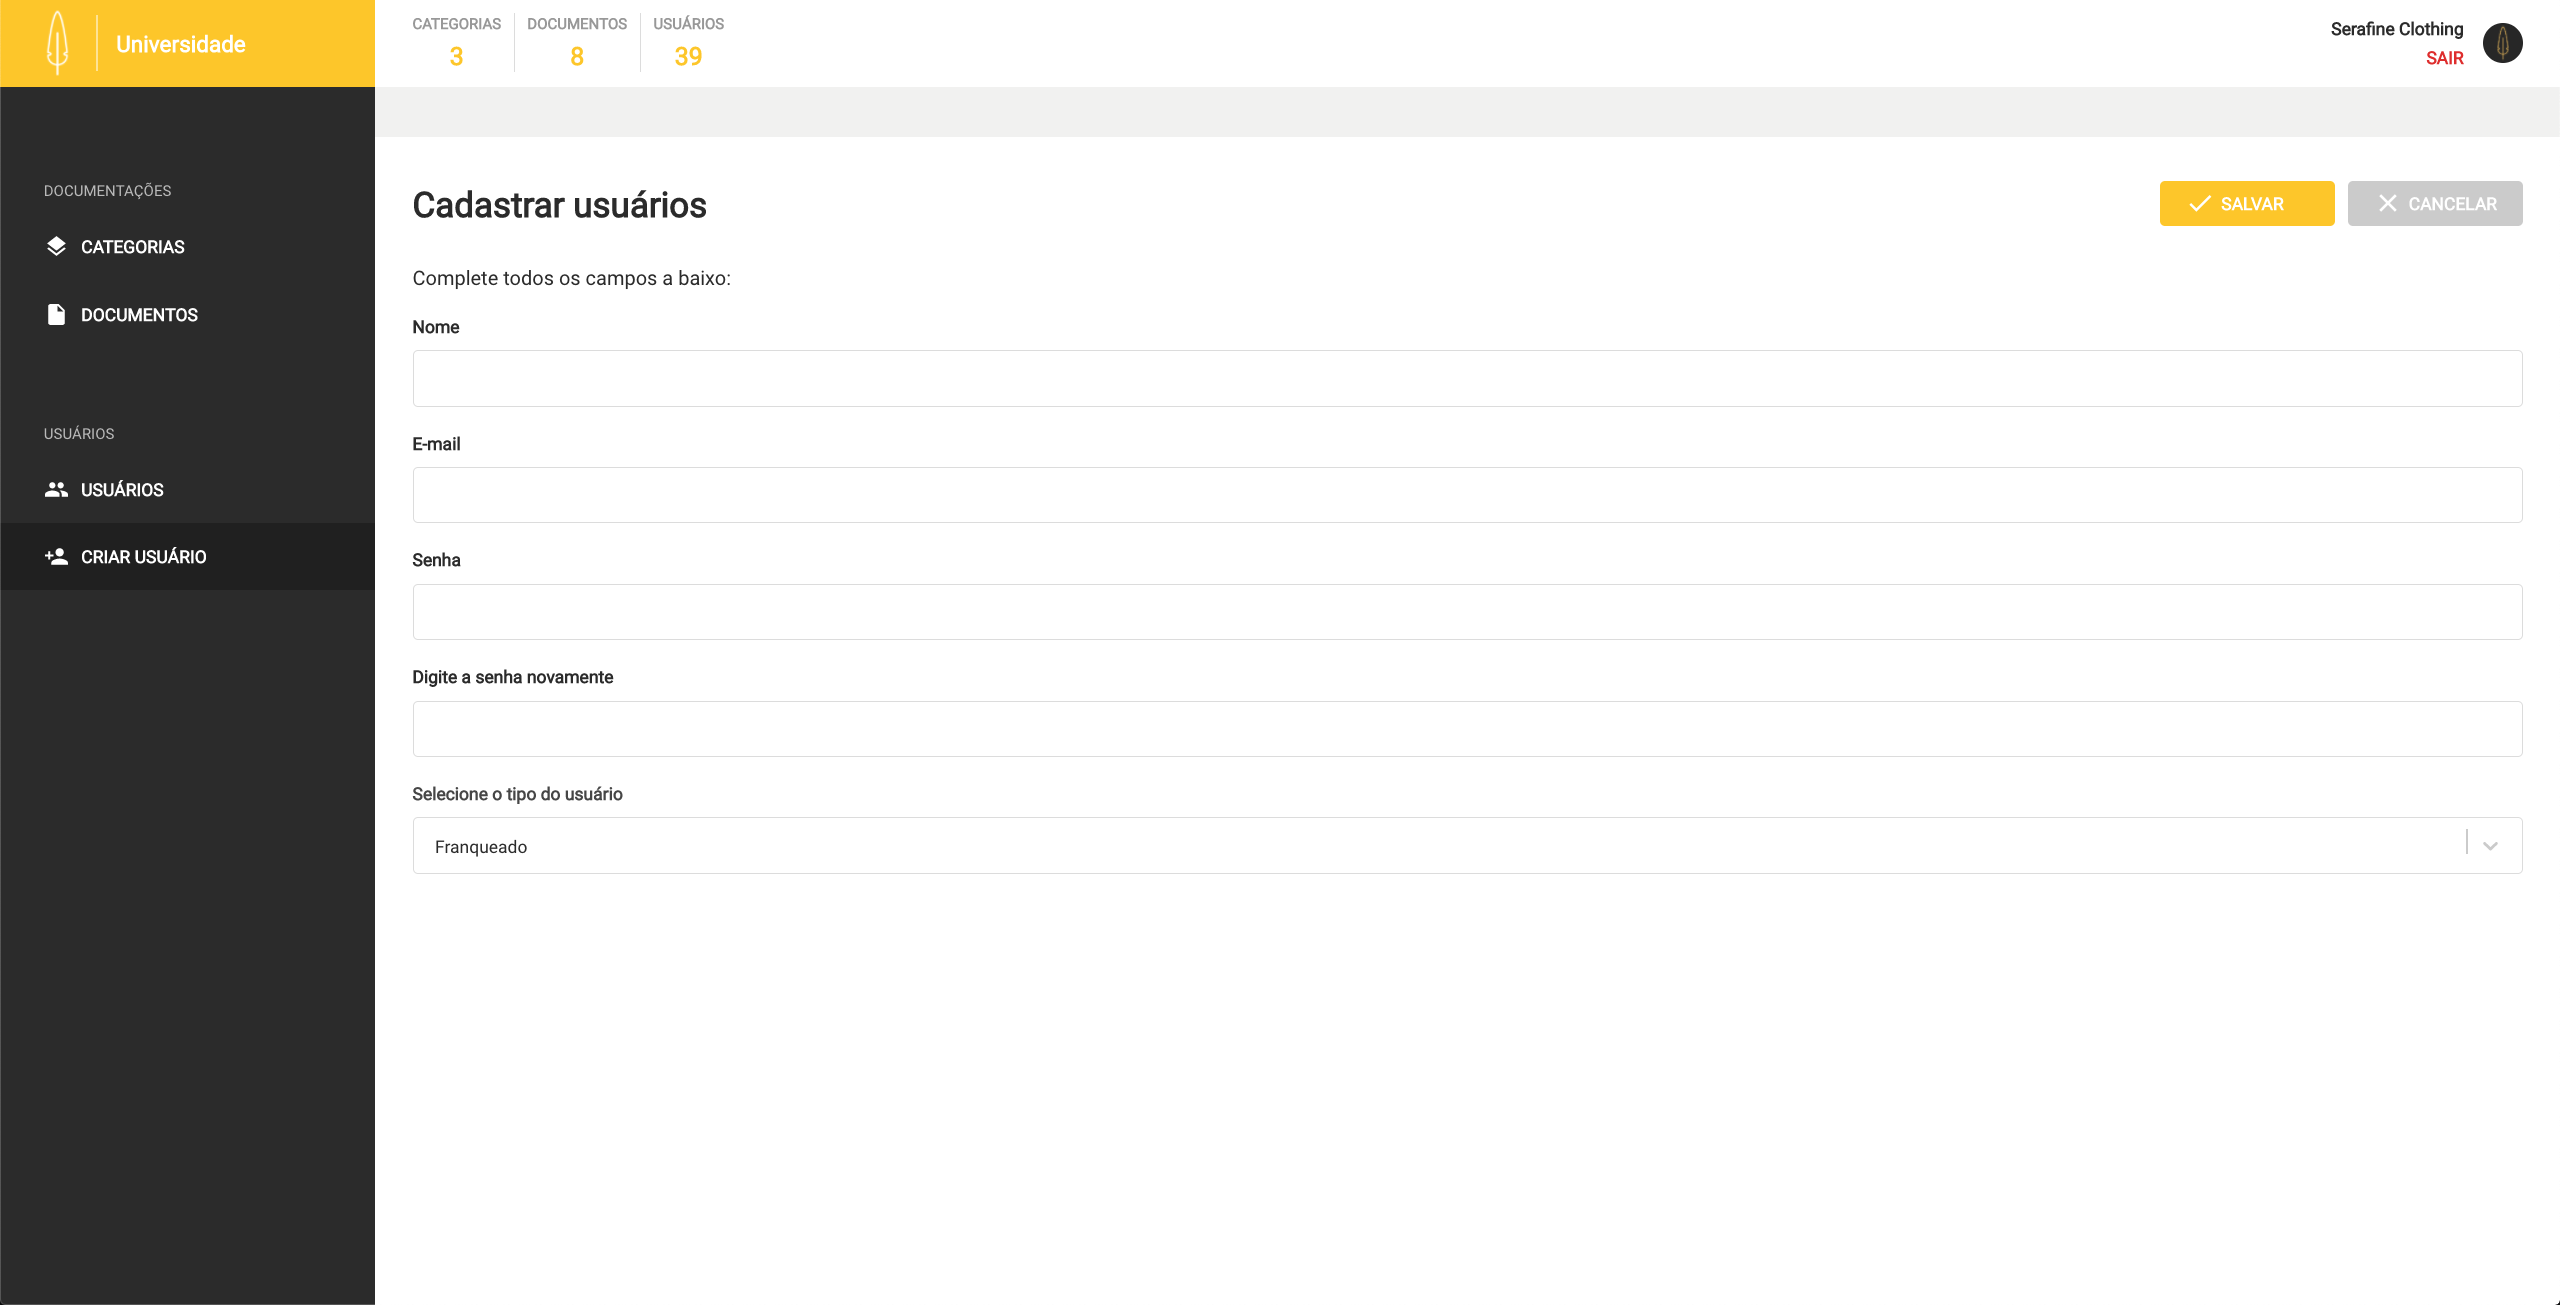 Universidade
CATEGORIAS
3
DOCUMENTOS
8
USUÁRIOS
39
Serafine Clothing
SAIR
DOCUMENTAÇÕES
CATEGORIAS
DOCUMENTOS
USUÁRIOS
USUÁRIOS
CRIAR USUÁRIO
Cadastrar usuários
SALVAR
CANCELAR
Complete todos os campos a baixo:
Nome
E-mail
Senha
Digite a senha novamente
Selecione o tipo do usuário
Franqueado